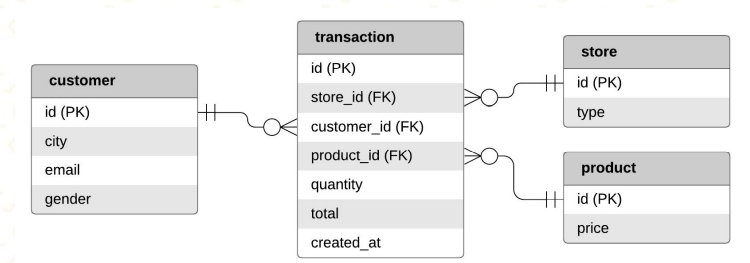 customer
id (PK)
city
email
gender
transaction
id (PK)
store_id (FK)
customer_id (FK)
product_id (FK)
quantity
total
created_at
store
id (PK)
type
product
id (PK)
price